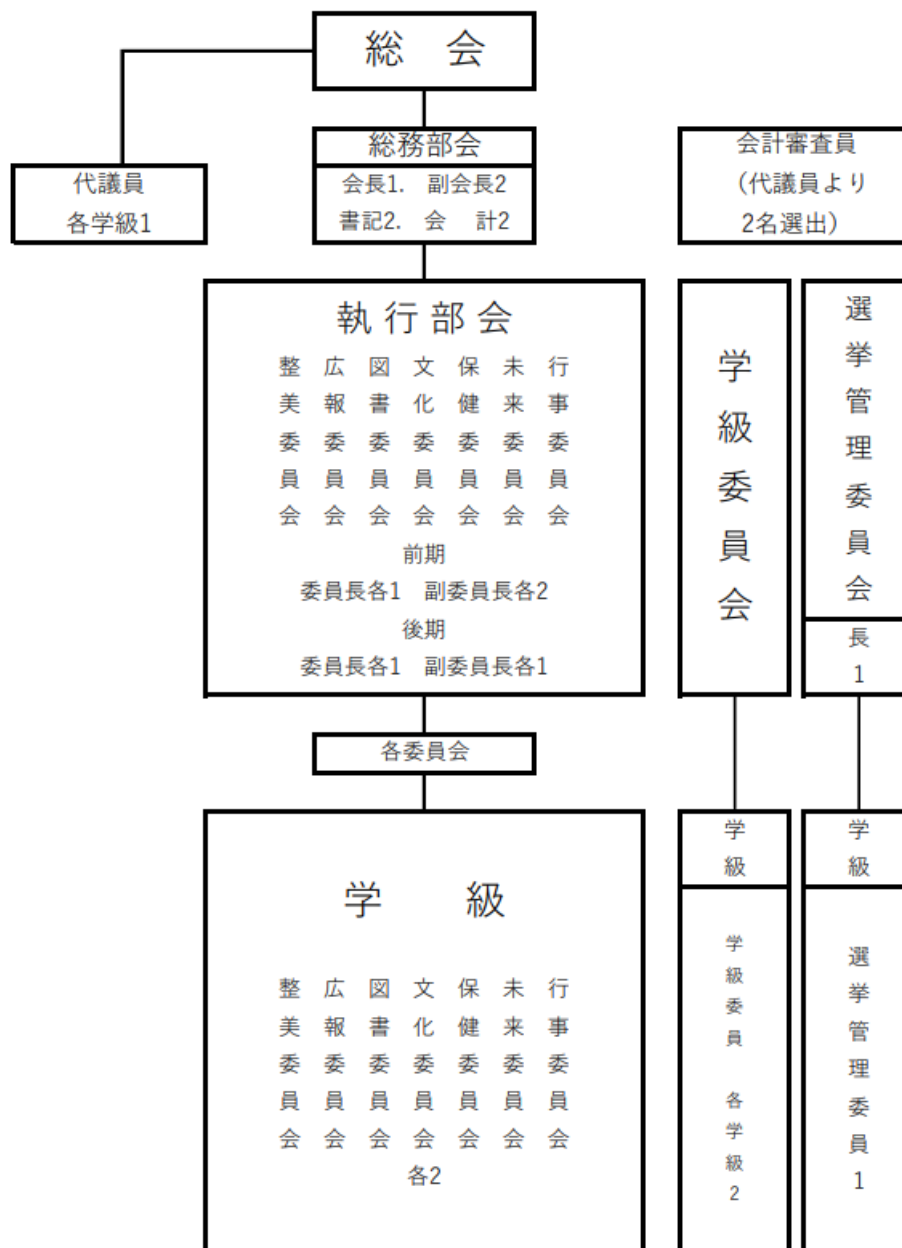 総　会
総務部会
会長1.　副会長2
書記2.　会　　計2
代議員
各学級1
会計審査員
（代議員より
2名選出）
執行部会
行事委員会
未来委員会
保健委員会
文化委員会
図書委員会
広報委員会
整美委員会
前期
委員長各1　副委員長各2
後期
委員長各1　副委員長各1
学級委員会
選挙管理委員会
長
1
各委員会
学　　級
行事委員会
未来委員会
保健委員会
文化委員会
図書委員会
広報委員会
整美委員会
各2
学級
学級委員　各学級2
学級
選挙管理委員1